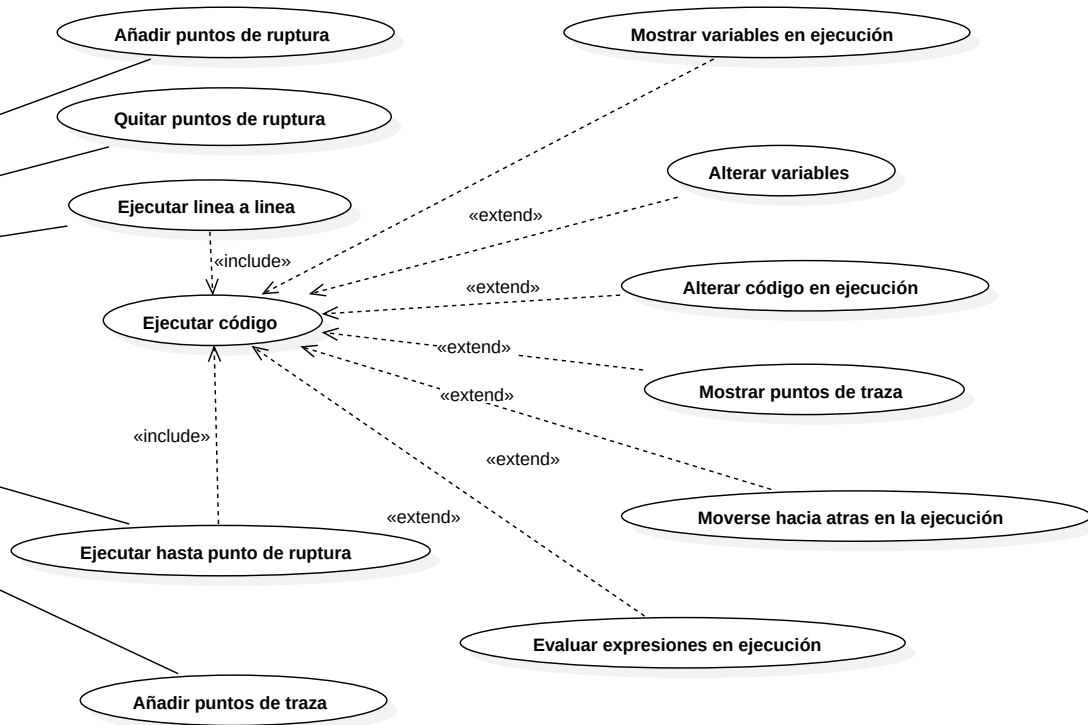 Añadir puntos de ruptura
Mostrar variables en ejecución
Quitar puntos de ruptura
Alterar variables
Ejecutar linea a linea
«extend»
«include»
«extend»
Alterar código en ejecución
Ejecutar código
«extend»
Mostrar puntos de traza
«extend»
«include»
«extend»
«extend»
Moverse hacia atras en la ejecución
Ejecutar hasta punto de ruptura
Evaluar expresiones en ejecución
Añadir puntos de traza